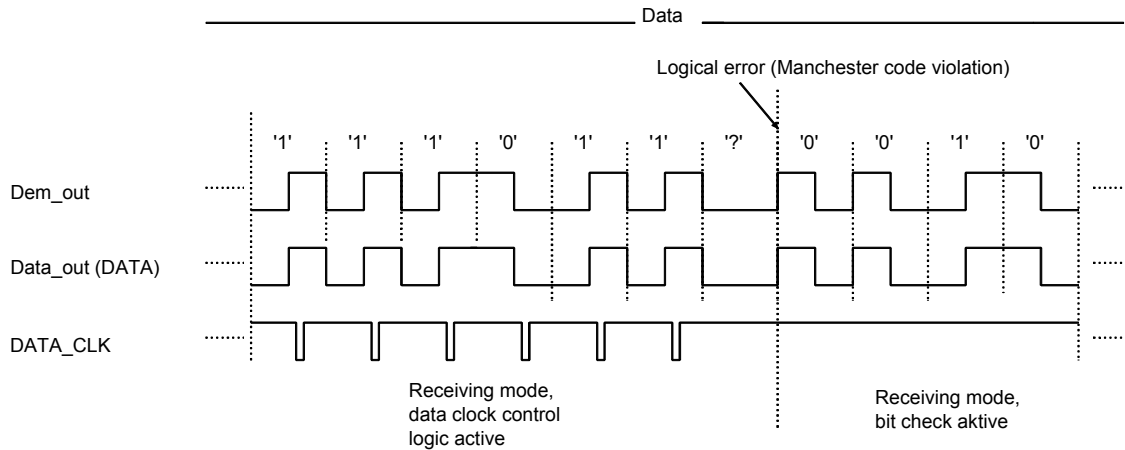 Data
Logical error (Manchester code violation)
'1' '1' '1' '0' '1' '1' '?' '0' '0' '1' '0'
Dem_out
Data_out (DATA)
DATA_CLK
Receiving mode,
data clock control
logic active
Receiving mode,
bit check aktive